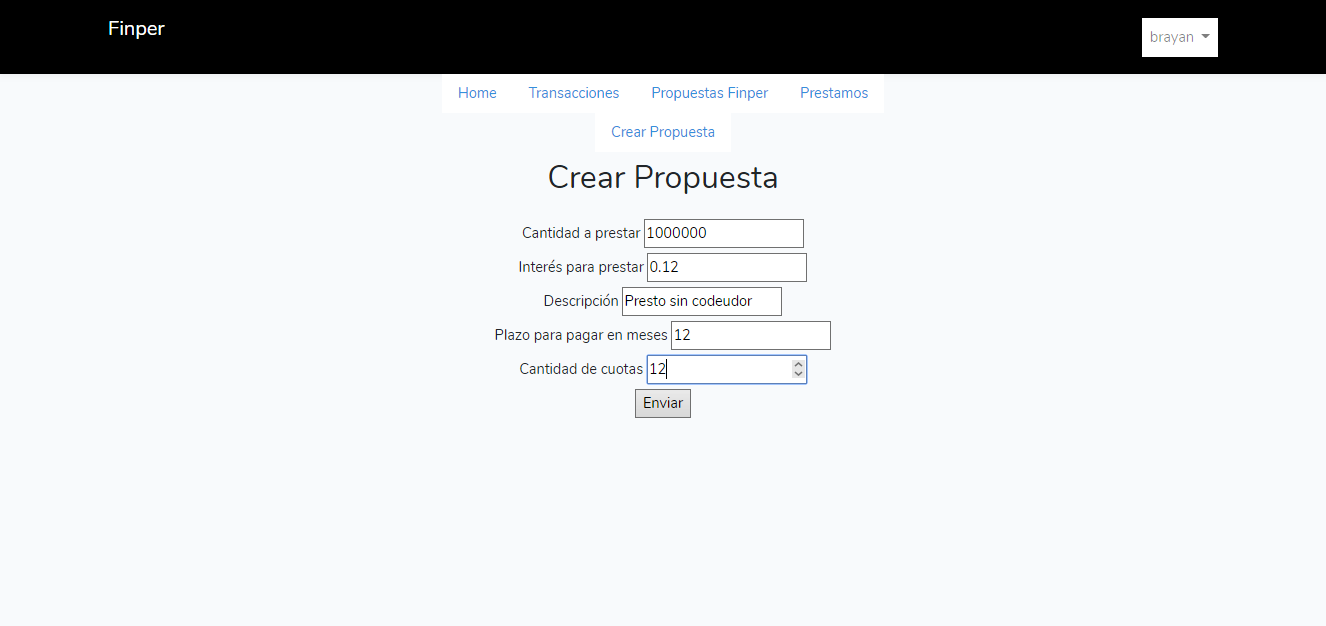 Finper
brayan
Home Transacciones Propuestas Finper Prestamos
Crear Propuesta
Crear Propuesta
Cantidad a prestar 1000000
Interés para prestar 0.12
Descripción Presto sin codeudor
Plazo para pagar en meses 12
Cantidad de cuotas 12
Enviar